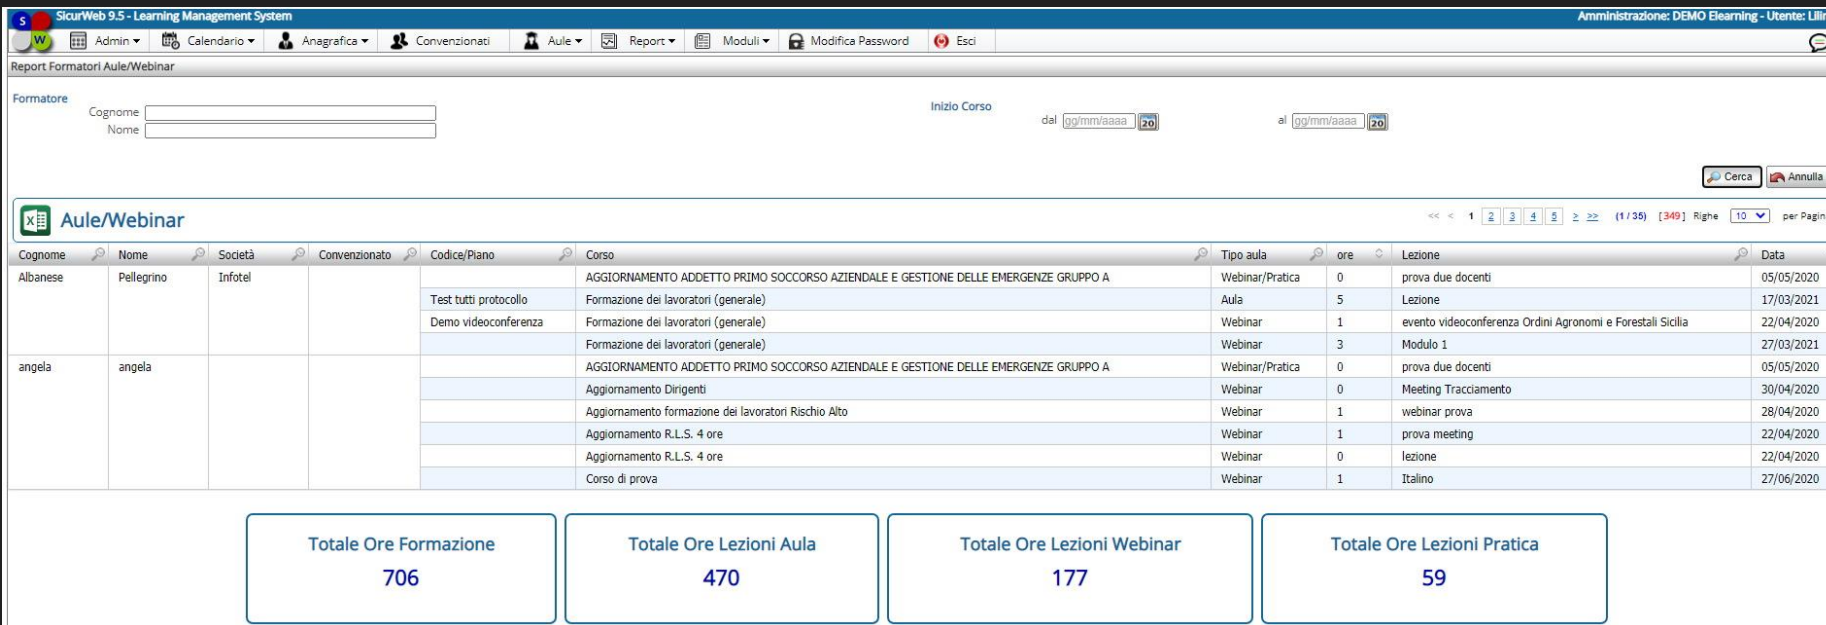 S W
SicurWeb 9.5 - Learning Management System
Amministrazione: DEMO Elearning - Utente:
Admin Calendario Anagrafica Convenzionati Aule Report Moduli Modifica Password Esci
Report Formatori Aule/Webinar
Formatore
Cognome
Nome
Inizio Corso
dal gg/mm/aaaa 20 al gg/mm/aaaa 20
Cerca Annulla
Aule/Webinar
<< < 1 2 3 4 5 > >> (1 / 35) [349] Righe 10 per Pagin
Cognome Nome Società Convenzionato Codice/Piano Corso Tipo aula ore Lezione Data
Albanese Pellegrino Infotel AGGIORNAMENTO ADDETTO PRIMO SOCCORSO AZIENDALE E GESTIONE DELLE EMERGENZE GRUPPO A Webinar/Pratica 0 prova due docenti 05/05/2020
Test tutti protocollo Formazione dei lavoratori (generale) Aula 5 Lezione 17/03/2021
Demo videoconferenza Formazione dei lavoratori (generale) Webinar 1 evento videoconferenza Ordini Agronomi e Forestali Sicilia 22/04/2020
Formazione dei lavoratori (generale) Webinar 3 Modulo 1 27/03/2021
angela angela AGGIORNAMENTO ADDETTO PRIMO SOCCORSO AZIENDALE E GESTIONE DELLE EMERGENZE GRUPPO A Webinar/Pratica 0 prova due docenti 05/05/2020
Aggiornamento Dirigenti Webinar 0 Meeting Tracciamento 30/04/2020
Aggiornamento formazione dei lavoratori Rischio Alto Webinar 1 webinar prova 28/04/2020
Aggiornamento R.L.S. 4 ore Webinar 1 prova meeting 22/04/2020
Aggiornamento R.L.S. 4 ore Webinar 0 lezione 22/04/2020
Corso di prova Webinar 1 Italino 27/06/2020
Totale Ore Formazione
706
Totale Ore Lezioni Aula
470
Totale Ore Lezioni Webinar
177
Totale Ore Lezioni Pratica
59